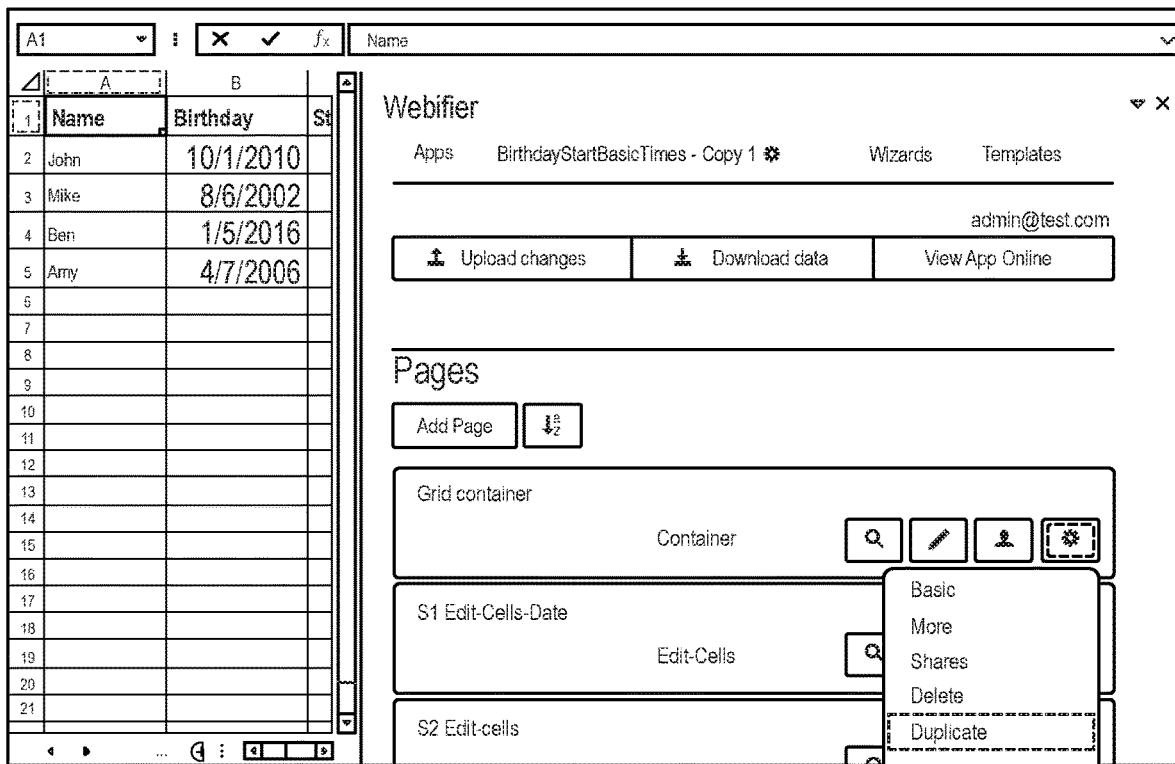 A1 fx Name
A B
1 Name Birthday St
2 John 10/1/2010
3 Mike 8/6/2002
4 Ben 1/5/2016
5 Amy 4/7/2006
6
7
8
9
10
11
12
13
14
15
16
17
18
19
20
21
...
Webifier
Apps BirthdayStartBasicTimes - Copy 1 Wizards Templates
admin@test.com
Upload changes Download data View App Online
Pages
Add Page
Grid container
Container
S1 Edit-Cells-Date
Edit-Cells
S2 Edit-cells
Basic
More
Shares
Delete
Duplicate